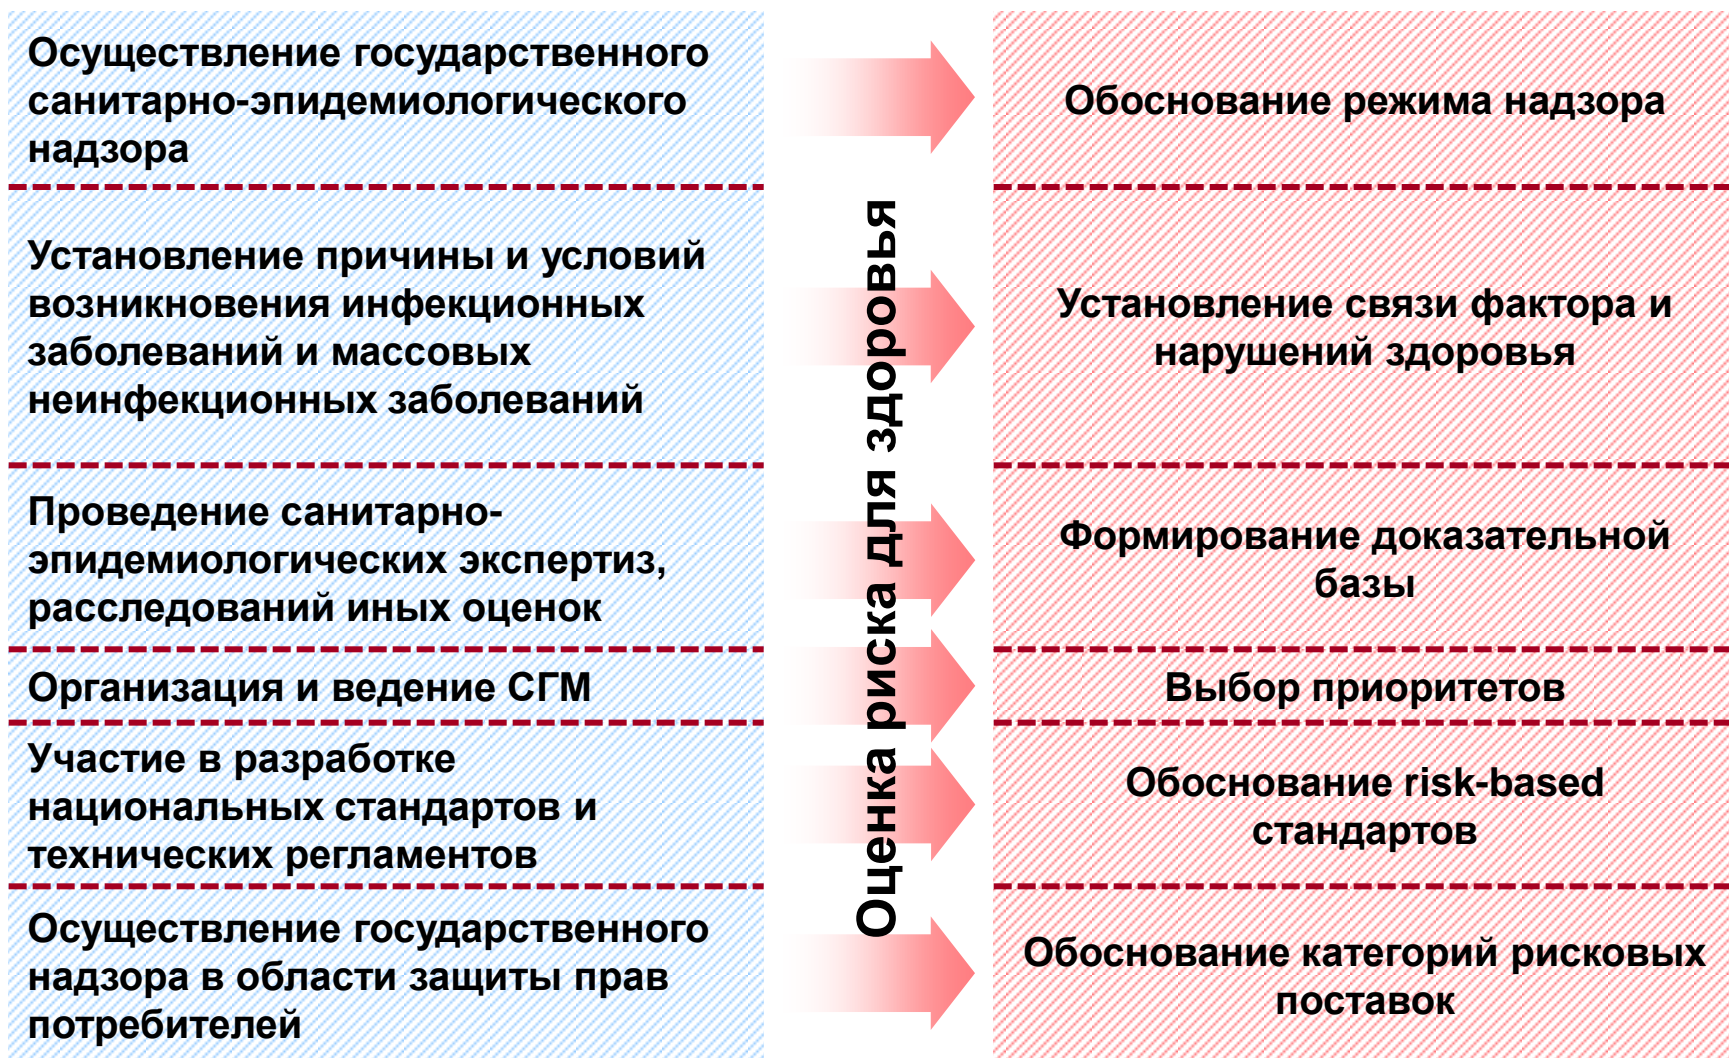 Осуществление государственного
санитарно-эпидемиологического
надзора
Обоснование режима надзора
Установление причины и условий
возникновения инфекционных
заболеваний и массовых
неинфекционных заболеваний
Установление связи фактора и
нарушений здоровья
Проведение санитарно-
эпидемиологических экспертиз,
расследований иных оценок
Формирование доказательной
базы
Организация и ведение СГМ
Выбор приоритетов
Участие в разработке
национальных стандартов и
технических регламентов
Обоснование risk-based
стандартов
Осуществление государственного
надзора в области защиты прав
потребителей
Обоснование категорий рисковых
поставок
Оценка риска для здоровья